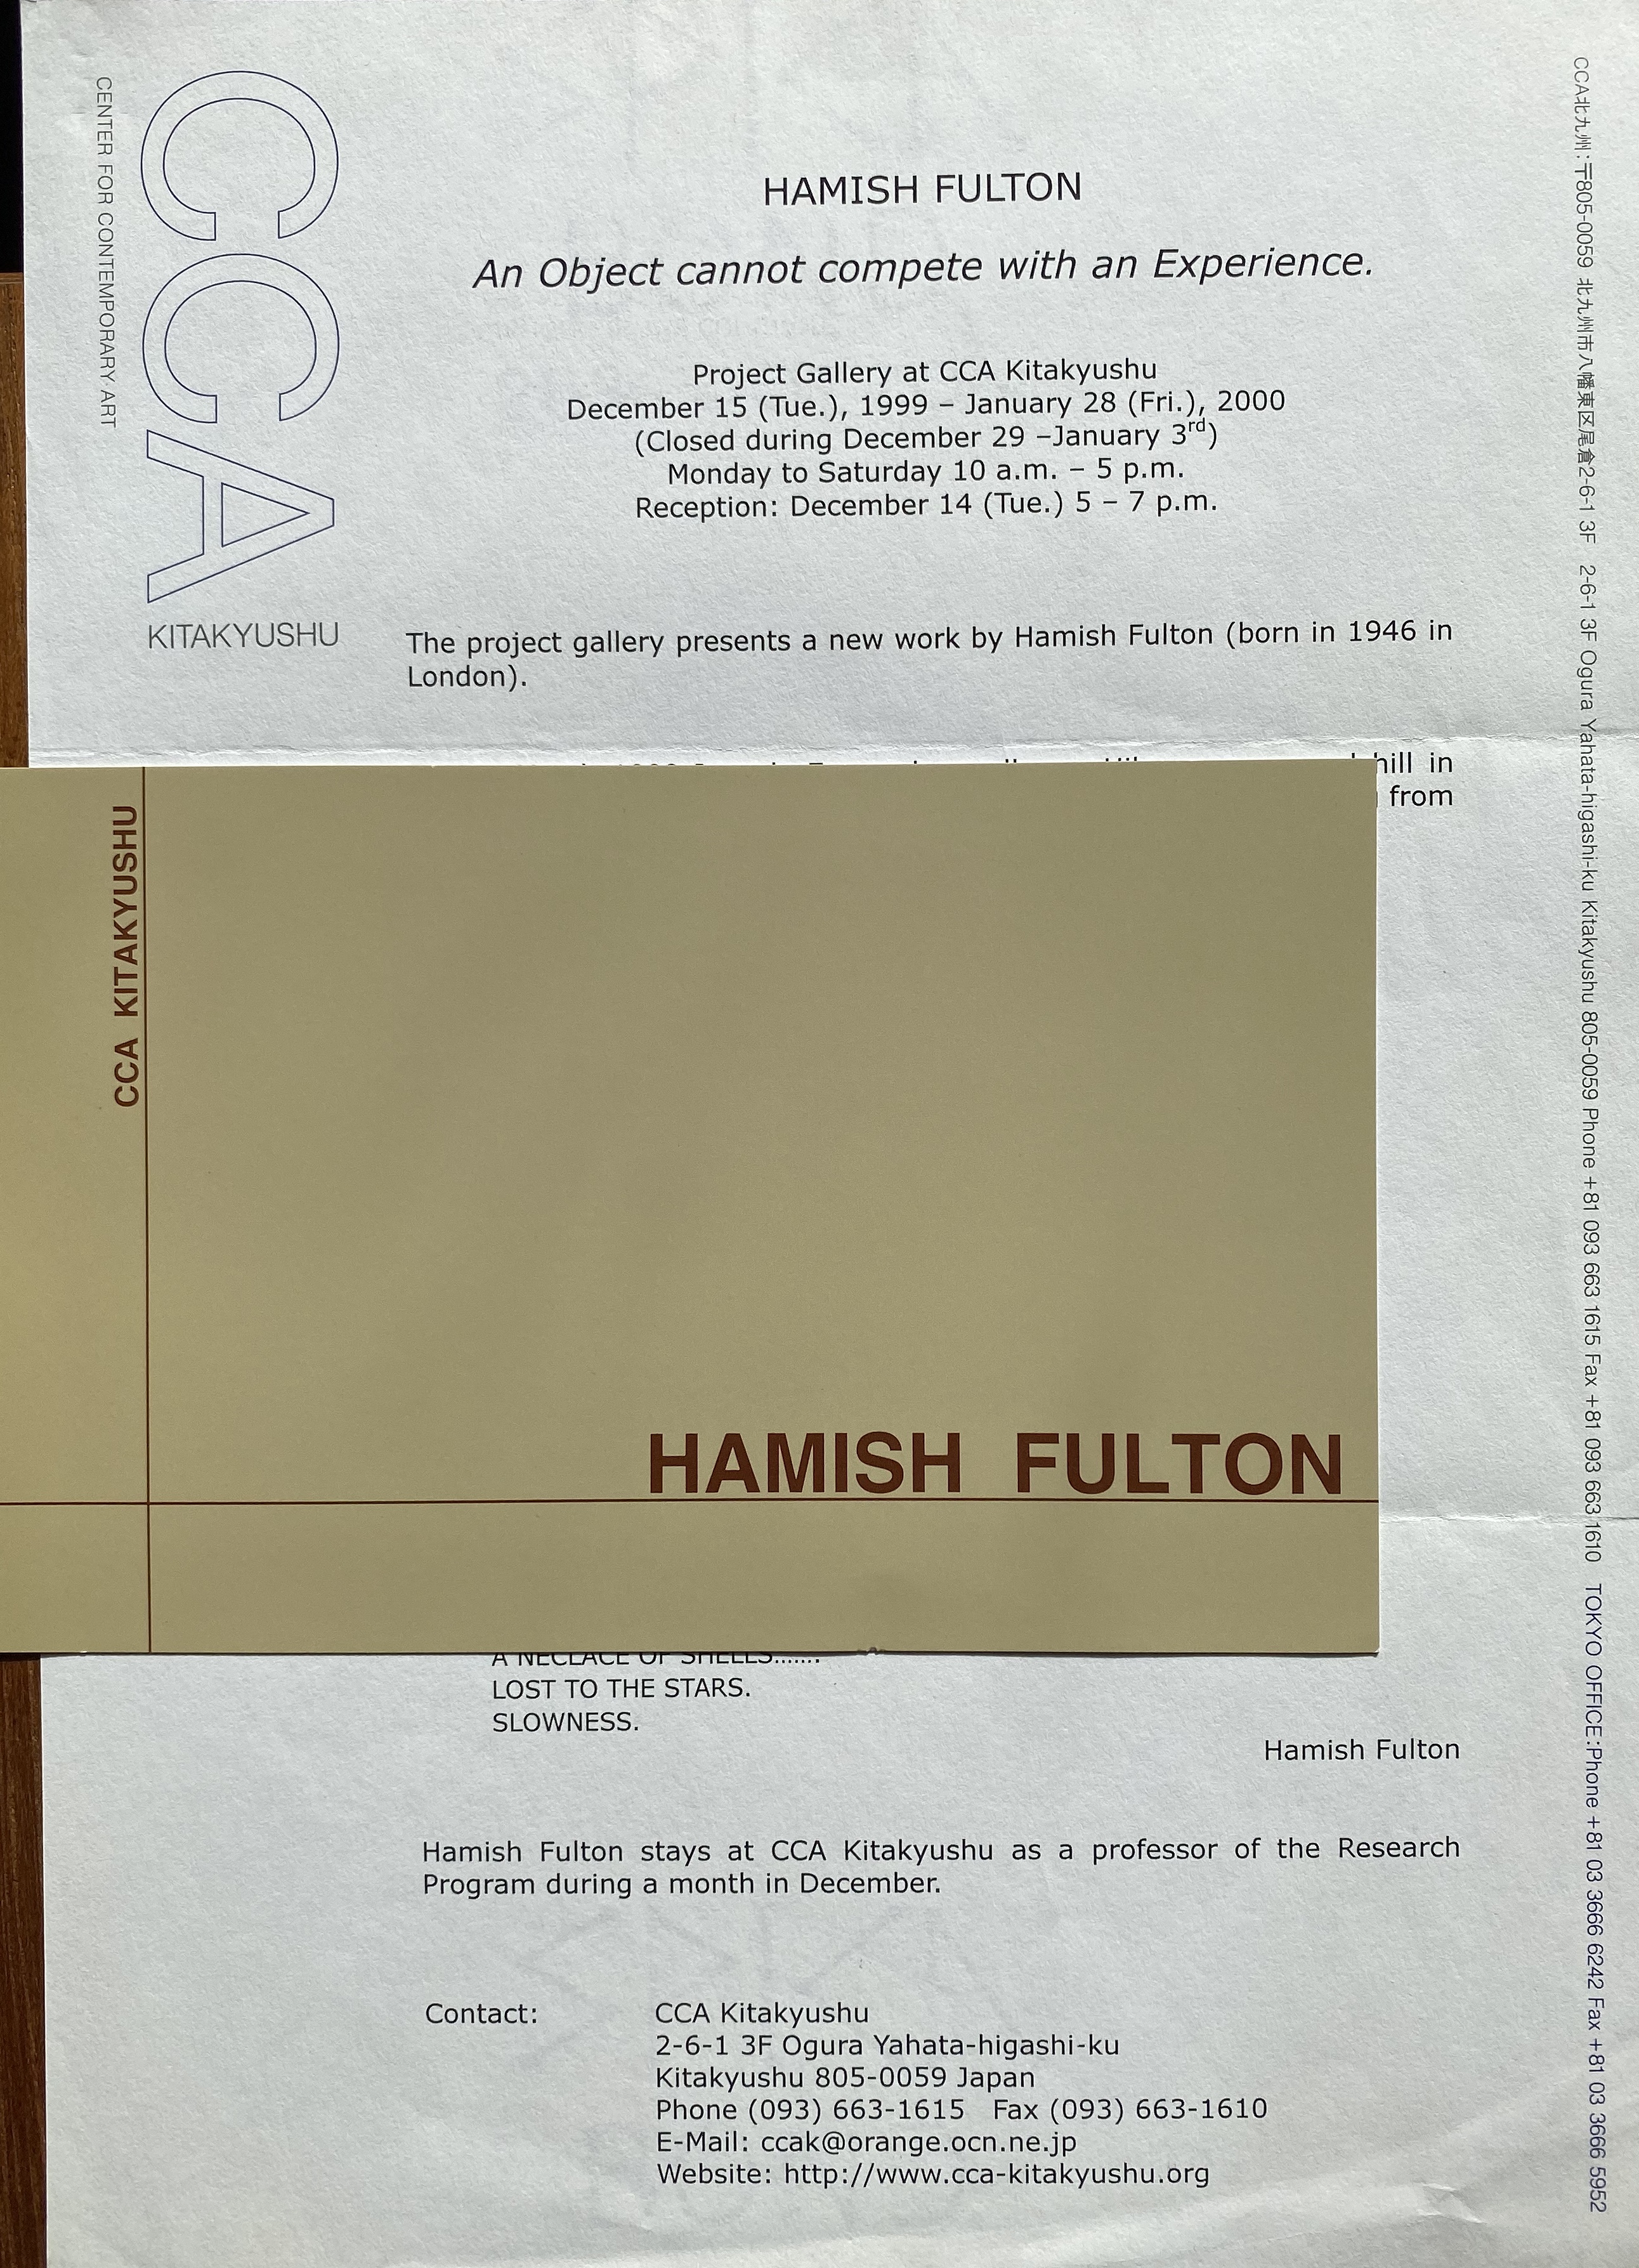 CCA
KITAKYUSHU
CENTER FOR CONTEMPORARY ART
HAMISH FULTON
An Object cannot compete with an Experience.
Project Gallery at CCA Kitakyushu
December 15 (Tue.), 1999 – January 28 (Fri.), 2000
(Closed during December 29 –January 3rd)
Monday to Saturday 10 a.m. – 5 p.m.
Reception: December 14 (Tue.) 5 – 7 p.m.
The project gallery presents a new work by Hamish Fulton (born in 1946 in
London).
hill in
from
CCA KITAKYUSHU
HAMISH FULTON
A NECLACE OF SHELLS.......
LOST TO THE STARS.
SLOWNESS.
Hamish Fulton
Hamish Fulton stays at CCA Kitakyushu as a professor of the Research
Program during a month in December.
Contact:
CCA Kitakyushu
2-6-1 3F Ogura Yahata-higashi-ku
Kitakyushu 805-0059 Japan
Phone (093) 663-1615 Fax (093) 663-1610
E-Mail: ccak@orange.ocn.ne.jp
Website: http://www.cca-kitakyushu.org
CCA北九州:〒805-0059 北九州市八幡東区尾倉2-6-1 3F 2-6-1 3F Ogura Yahata-higashi-ku Kitakyushu 805-0059 Phone +81 093 663 1615 Fax +81 093 663 1610 TOKYO OFFICE:Phone +81 03 3666 6242 Fax +81 03 3666 5952